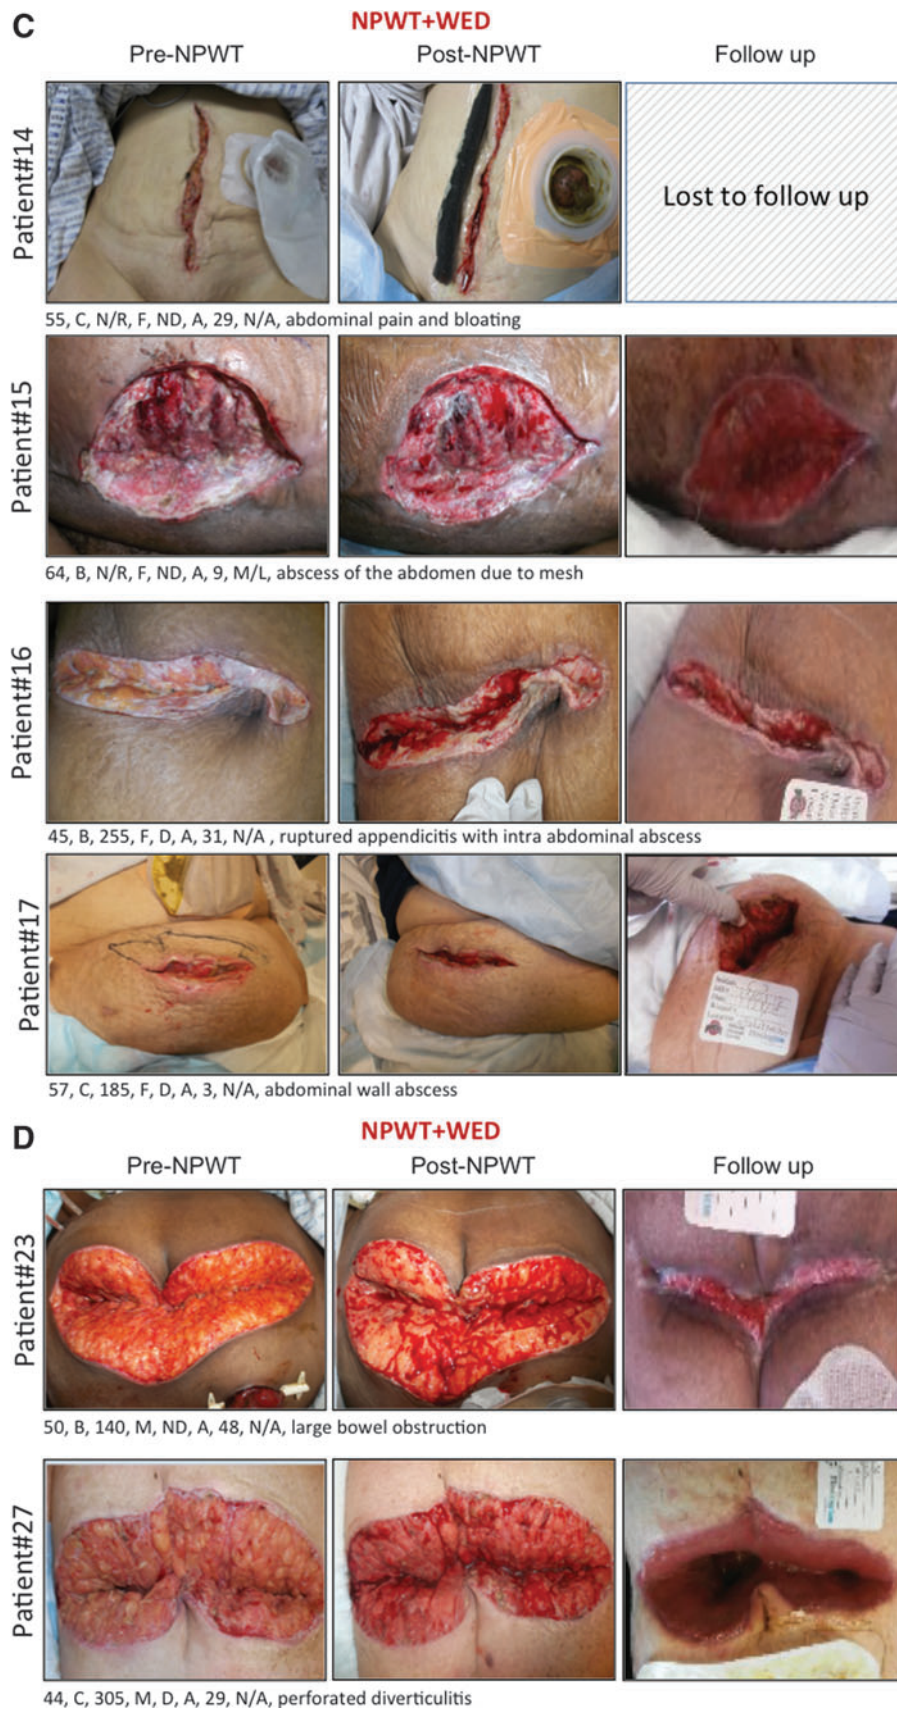 C
NPWT+WED
Pre-NPWT Post-NPWT Follow up
Patient#14
Lost to follow up
55, C, N/R, F, ND, A, 29, N/A, abdominal pain and bloating
Patient#15
64, B, N/R, F, ND, A, 9, M/L, abscess of the abdomen due to mesh
Patient#16
45, B, 255, F, D, A, 31, N/A , ruptured appendicitis with intra abdominal abscess
Patient#17
57, C, 185, F, D, A, 3, N/A, abdominal wall abscess
D
NPWT+WED
Pre-NPWT Post-NPWT Follow up
Patient#23
50, B, 140, M, ND, A, 48, N/A, large bowel obstruction
Patient#27
44, C, 305, M, D, A, 29, N/A, perforated diverticulitis